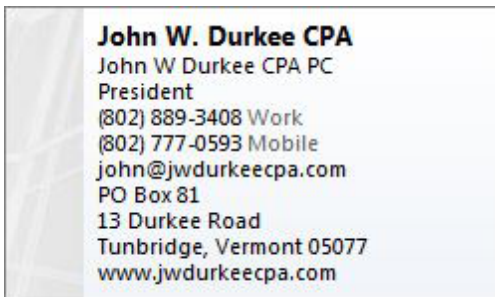 John W. Durkee CPA
John W Durkee CPA PC
President
(802) 889-3408 Work
(802) 777-0593 Mobile
john@jwdurkeecpa.com
PO Box 81
13 Durkee Road
Tunbridge, Vermont 05077
www.jwdurkeecpa.com